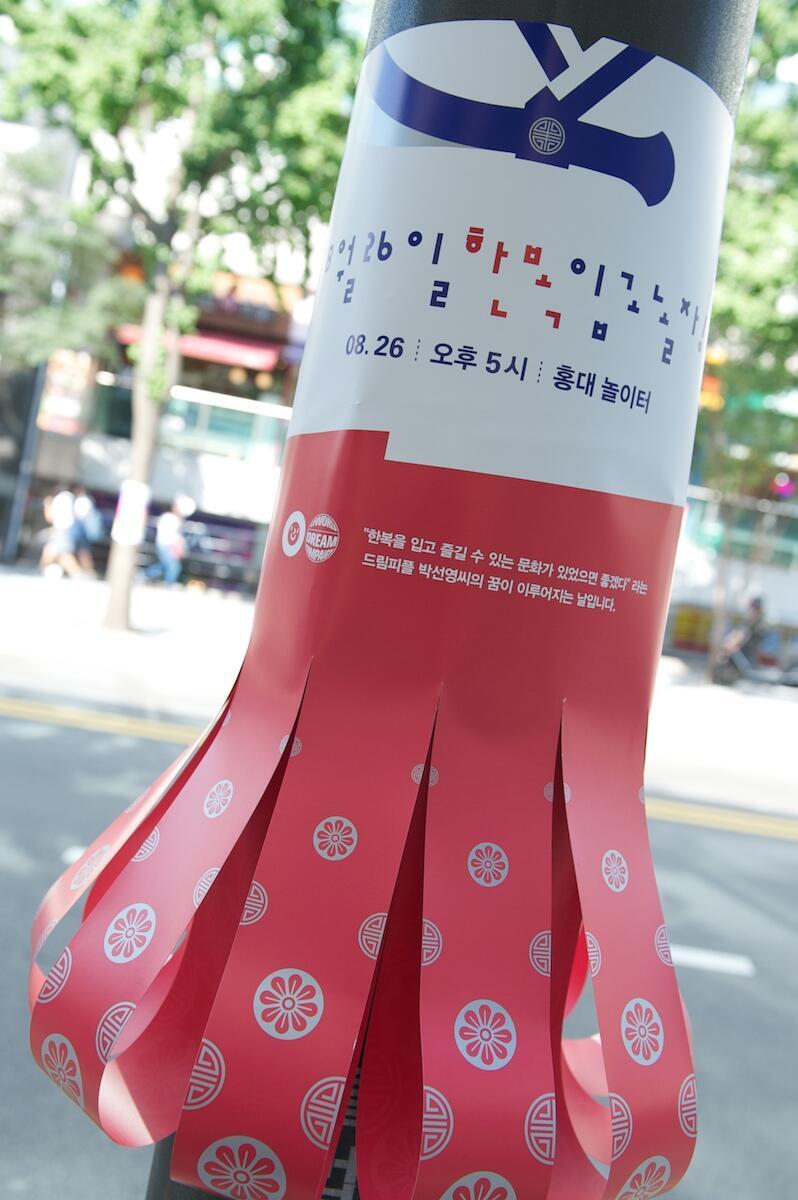 8월 26일 한복입고놀자!
08.26 오후 5시 홍대 놀이터
WORLD
DREAM
"한복을 입고 즐길 수 있는 문화가 있었으면 좋겠다" 라는
드림피플 박선영씨의 꿈이 이루어지는 날입니다.